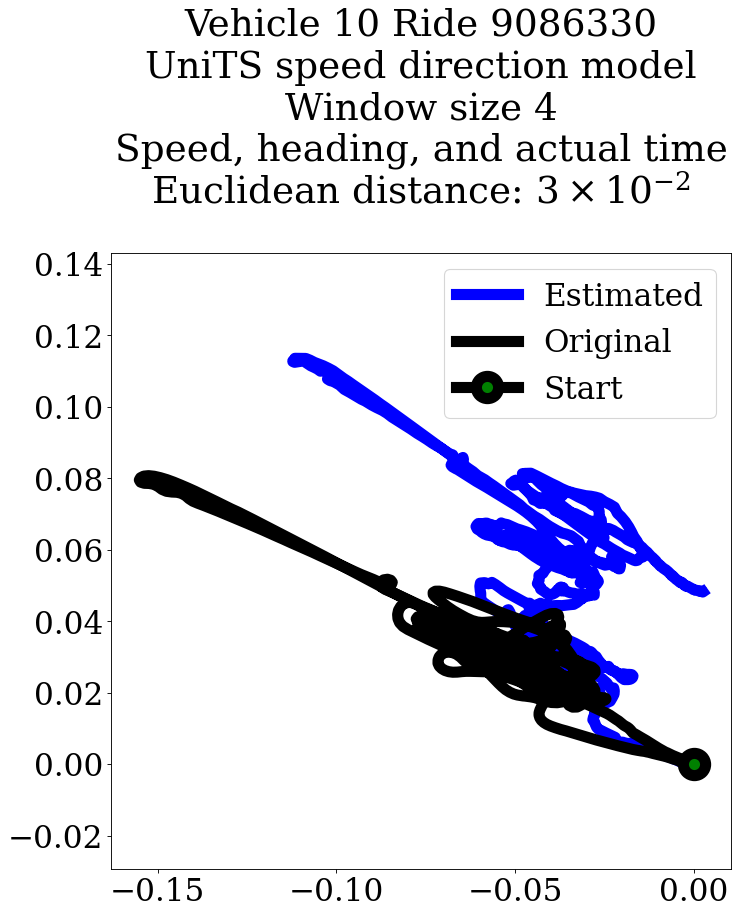 Vehicle 10 Ride 9086330
UniTS speed direction model
Window size 4
Speed, heading, and actual time
Euclidean distance: 3 × 10⁻²
0.14
0.12
0.10
0.08
0.06
0.04
0.02
0.00
−0.02
Estimated
Original
Start
−0.15 −0.10 −0.05 0.00